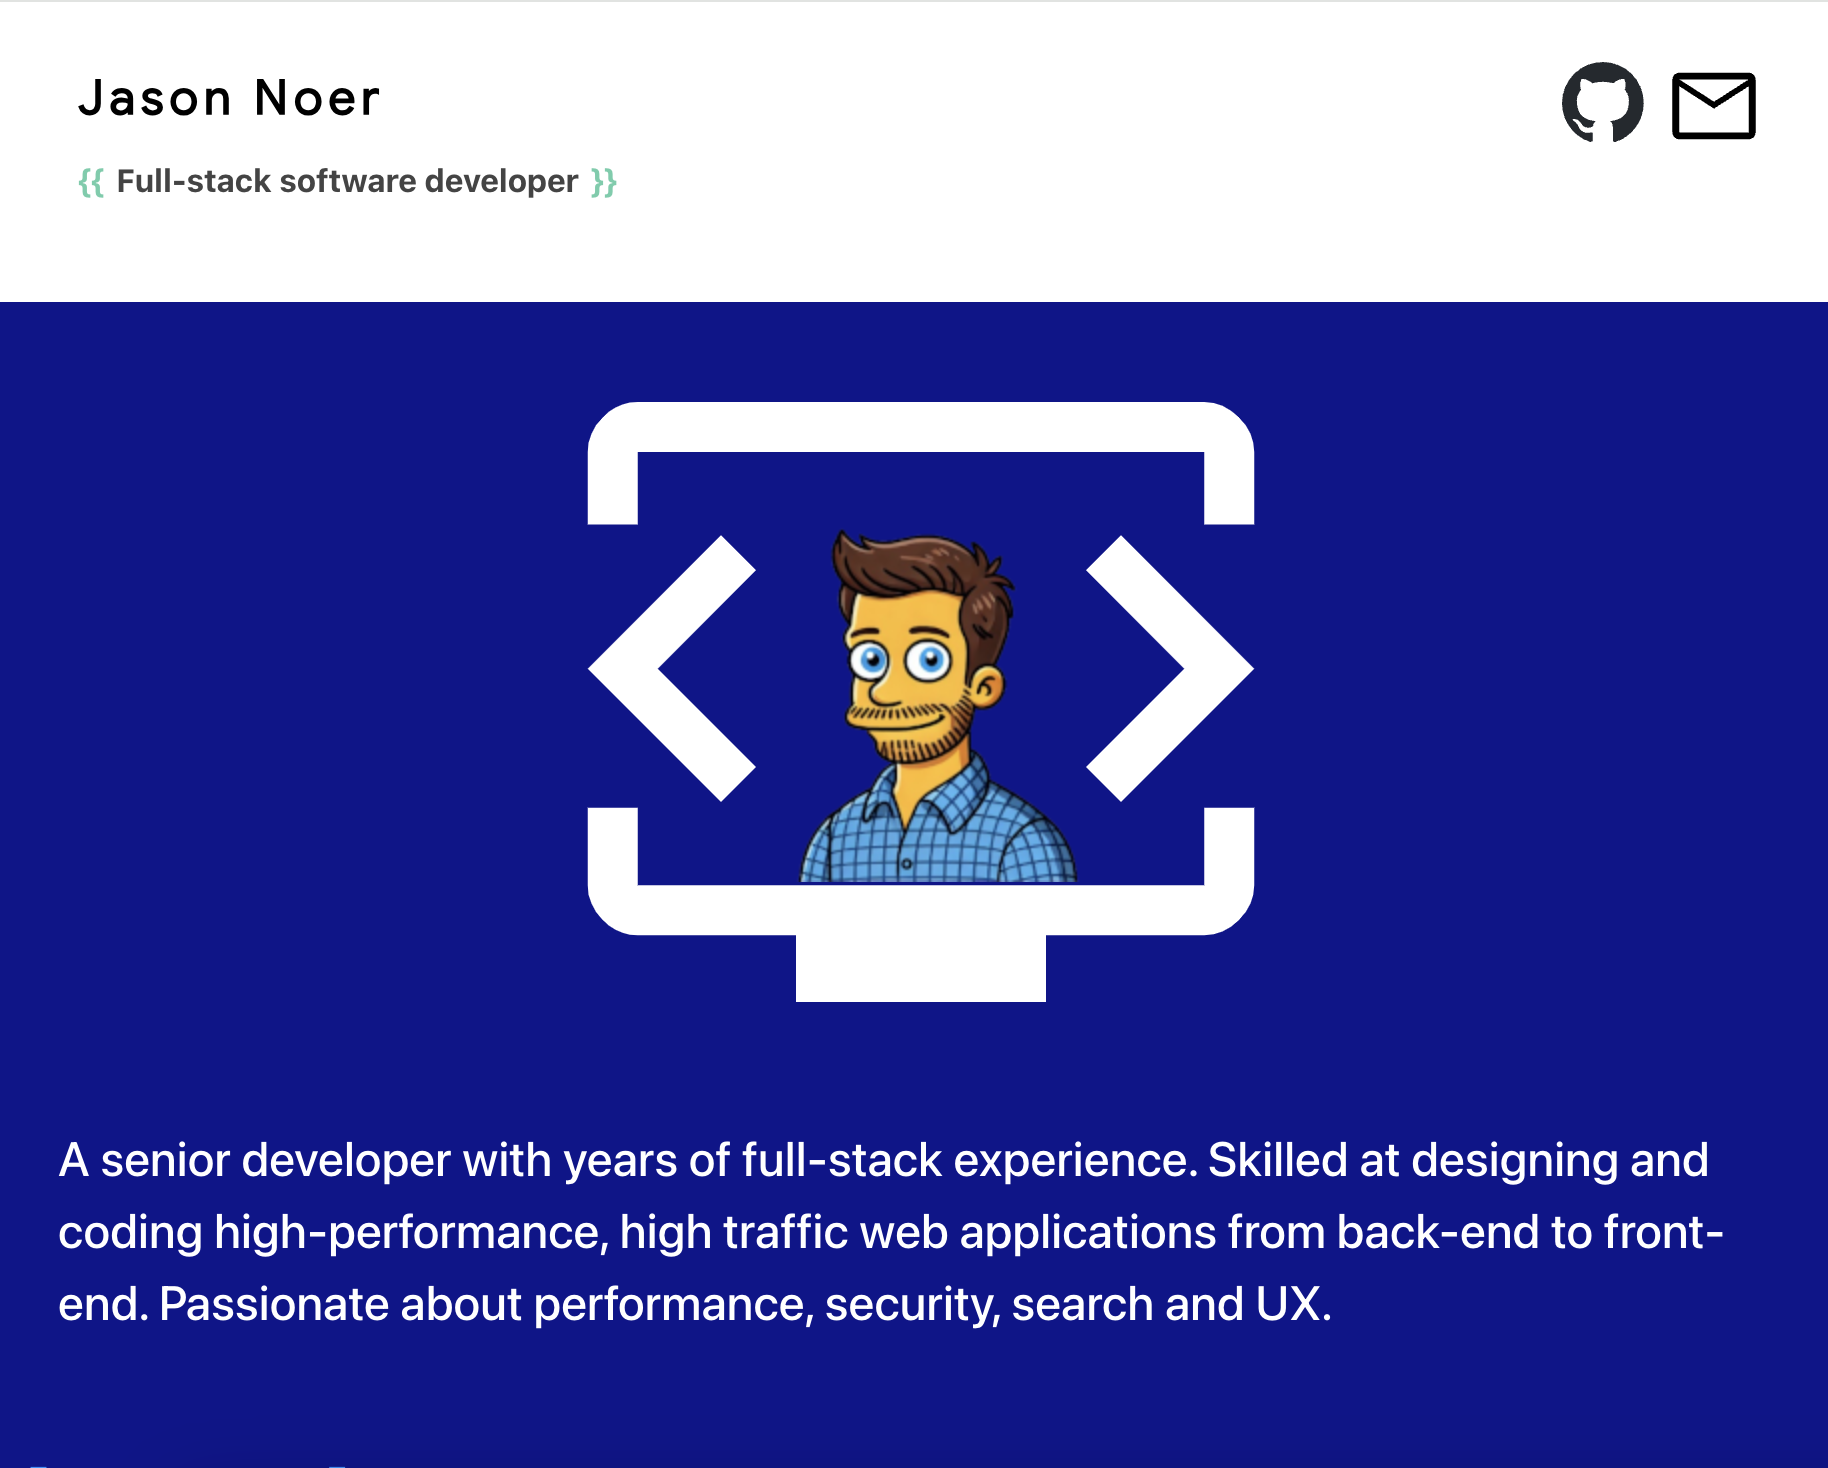 Jason Noer
{{ Full-stack software developer }}
A senior developer with years of full-stack experience. Skilled at designing and
coding high-performance, high traffic web applications from back-end to front-
end. Passionate about performance, security, search and UX.